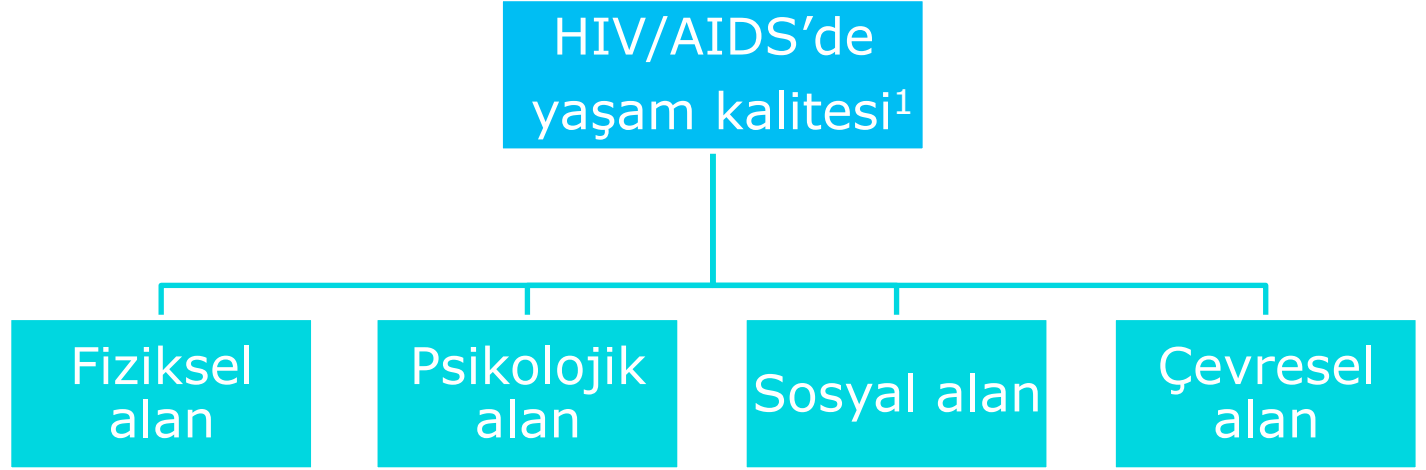 HIV/AIDS’de
yaşam kalitesi¹
Fiziksel
alan
Psikolojik
alan
Sosyal alan
Çevresel
alan